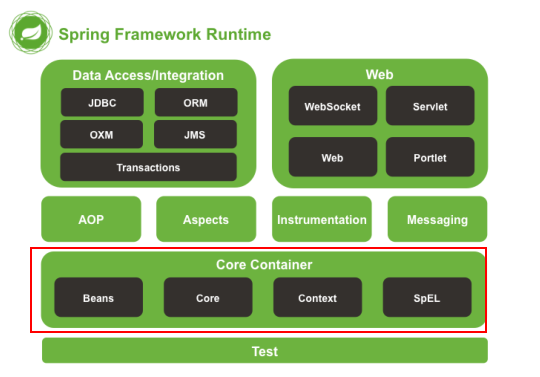 Spring Framework Runtime
Data Access/Integration
JDBC
ORM
OXM
JMS
Transactions
Web
WebSocket
Servlet
Web
Portlet
AOP
Aspects
Instrumentation
Messaging
Core Container
Beans
Core
Context
SpEL
Test